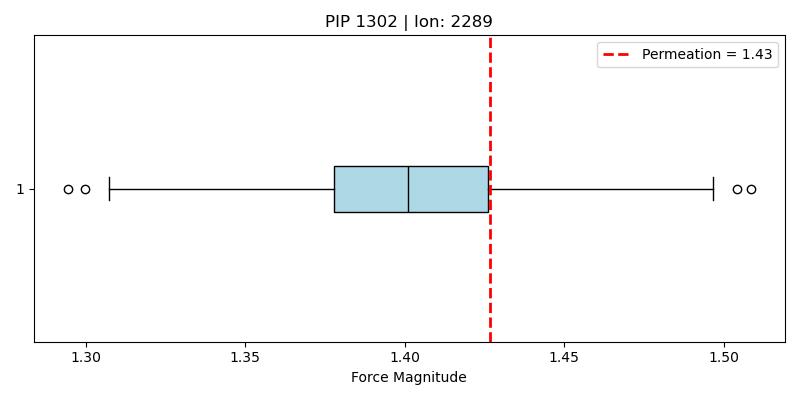 PIP 1302 | Ion: 2289
Permeation = 1.43
1
1.30 1.35 1.40 1.45 1.50
Force Magnitude